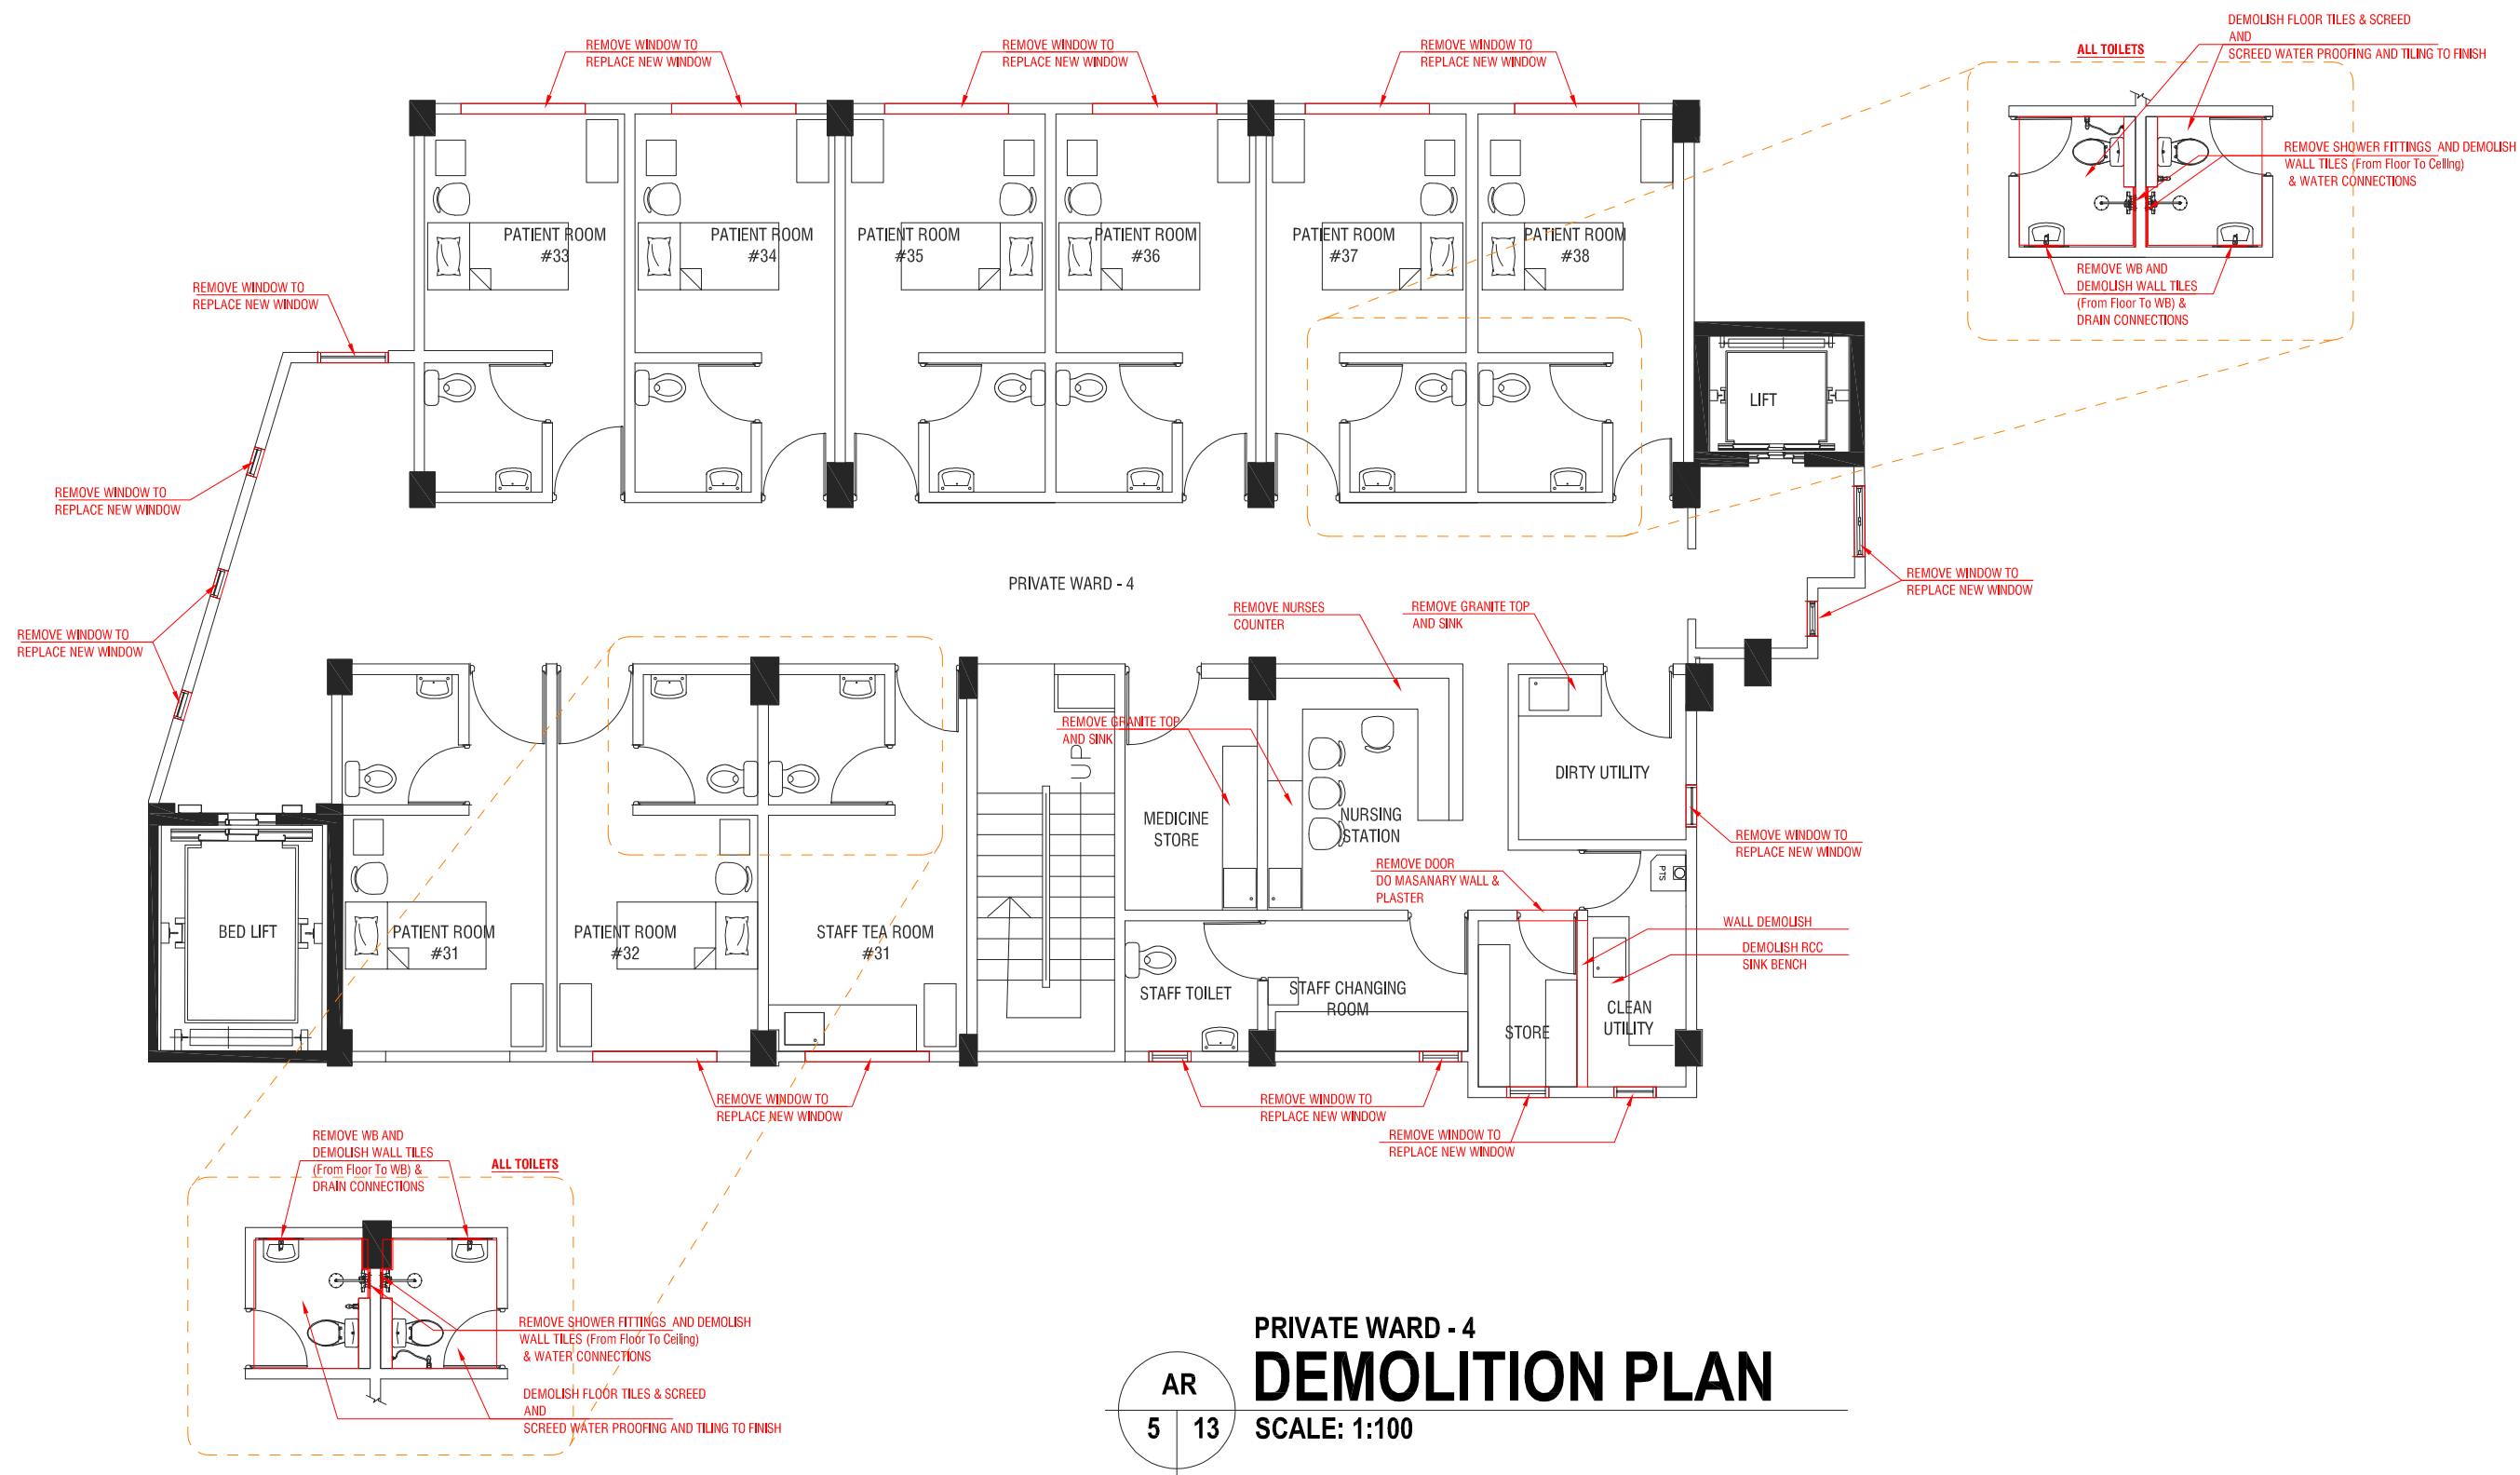 DEMOLISH FLOOR TILES & SCREED
AND
SCREED WATER PROOFING AND TILING TO FINISH
ALL TOILETS
REMOVE WINDOW TO
REPLACE NEW WINDOW
REMOVE WINDOW TO
REPLACE NEW WINDOW
REMOVE WINDOW TO
REPLACE NEW WINDOW
REMOVE SHOWER FITTINGS AND DEMOLISH
WALL TILES (From Floor To Ceiling)
& WATER CONNECTIONS
REMOVE WB AND
DEMOLISH WALL TILES
(From Floor To WB) &
DRAIN CONNECTIONS
PATIENT ROOM
#33
PATIENT ROOM
#34
PATIENT ROOM
#35
PATIENT ROOM
#36
PATIENT ROOM
#37
PATIENT ROOM
#38
REMOVE WINDOW TO
REPLACE NEW WINDOW
LIFT
REMOVE WINDOW TO
REPLACE NEW WINDOW
PRIVATE WARD - 4
REMOVE WINDOW TO
REPLACE NEW WINDOW
REMOVE NURSES
COUNTER
REMOVE GRANITE TOP
AND SINK
REMOVE WINDOW TO
REPLACE NEW WINDOW
REMOVE GRANITE TOP
AND SINK
UP
DIRTY UTILITY
MEDICINE
STORE
NURSING
STATION
REMOVE WINDOW TO
REPLACE NEW WINDOW
REMOVE DOOR
DO MASANARY WALL &
PLASTER
PTS
WALL DEMOLISH
DEMOLISH RCC
SINK BENCH
BED LIFT
PATIENT ROOM
#31
PATIENT ROOM
#32
STAFF TEA ROOM
#31
STAFF TOILET
STAFF CHANGING
ROOM
STORE
CLEAN
UTILITY
REMOVE WINDOW TO
REPLACE NEW WINDOW
REMOVE WINDOW TO
REPLACE NEW WINDOW
REMOVE WINDOW TO
REPLACE NEW WINDOW
REMOVE WB AND
DEMOLISH WALL TILES
(From Floor To WB) &
DRAIN CONNECTIONS
ALL TOILETS
REMOVE SHOWER FITTINGS AND DEMOLISH
WALL TILES (From Floor To Ceiling)
& WATER CONNECTIONS
DEMOLISH FLOOR TILES & SCREED
AND
SCREED WATER PROOFING AND TILING TO FINISH
PRIVATE WARD - 4
DEMOLITION PLAN
SCALE: 1:100
AR
5 13